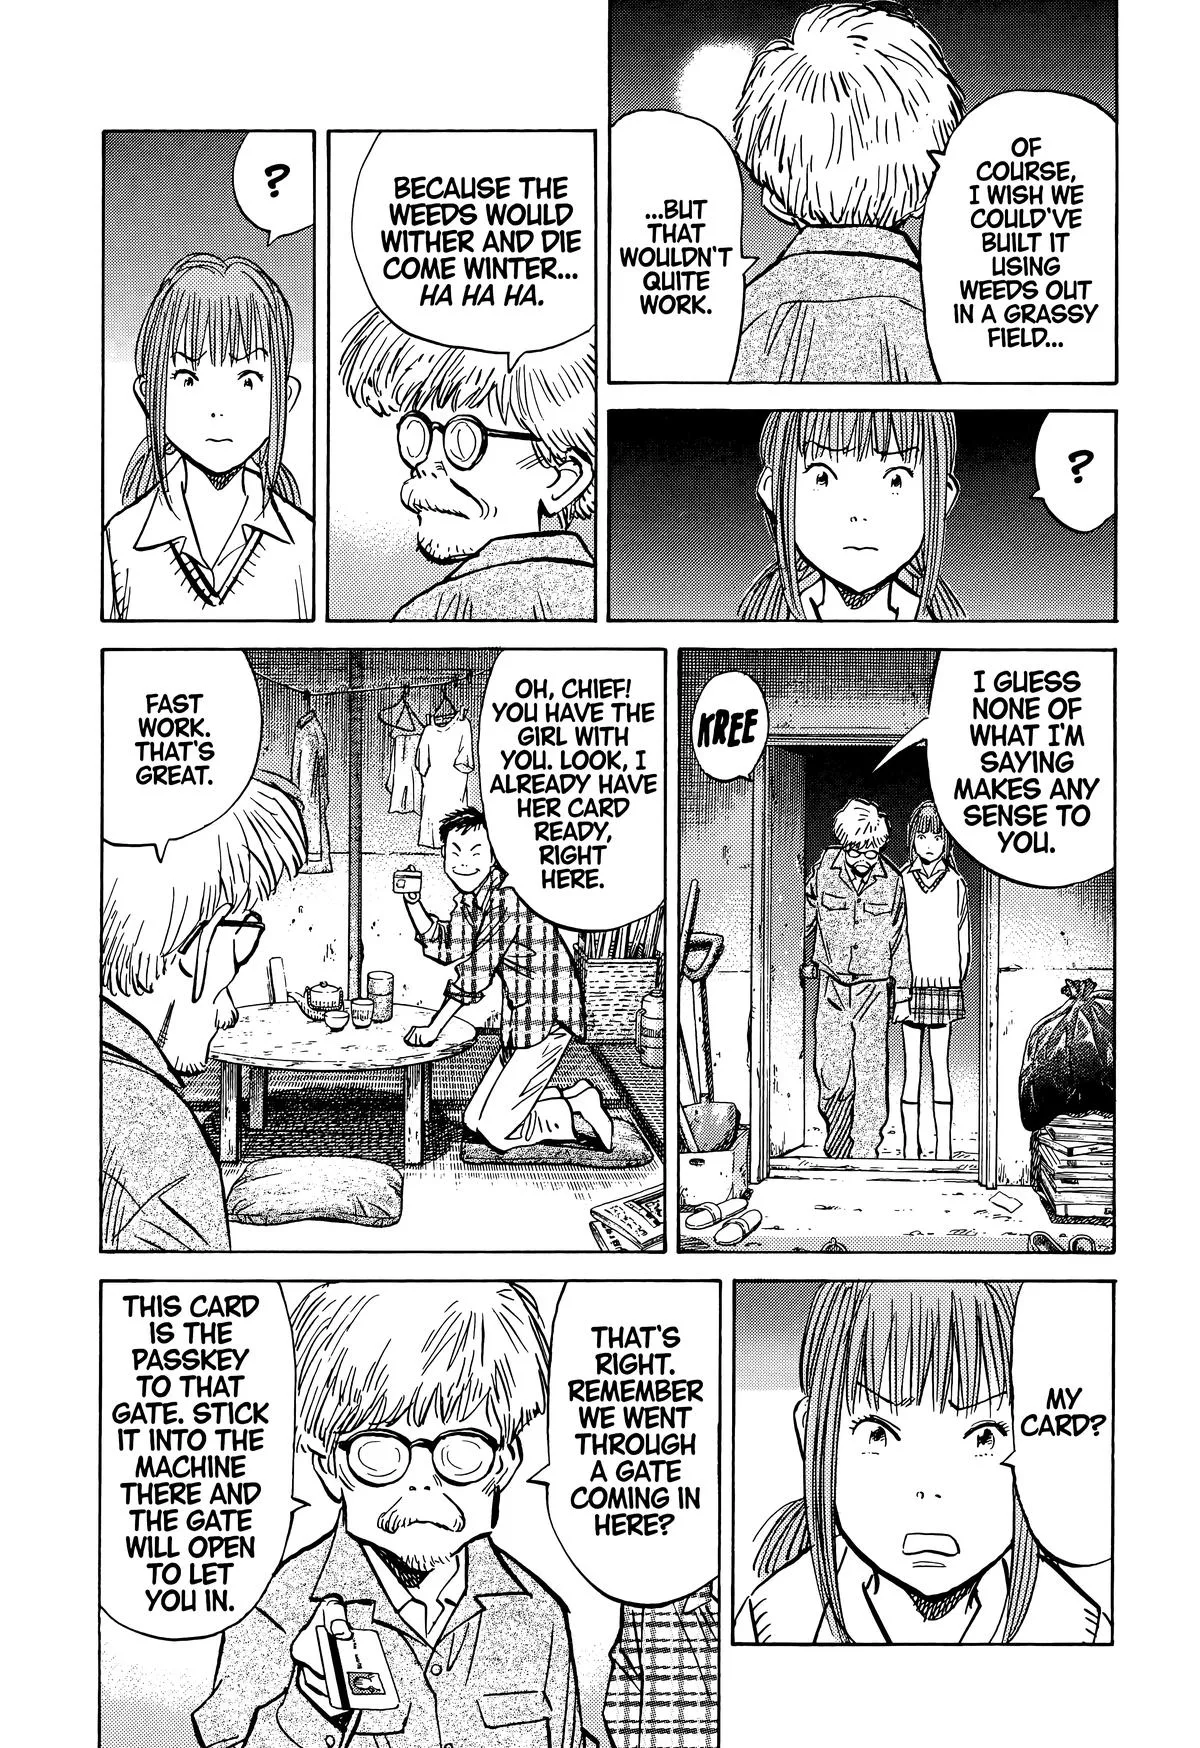 OF
COURSE,
I WISH WE
COULD'VE
BUILT IT
USING
WEEDS OUT
IN A GRASSY
FIELD...
...BUT
THAT
WOULDN'T
QUITE
WORK.
?
BECAUSE THE
WEEDS WOULD
WITHER AND DIE
COME WINTER...
HA HA HA.
?
I GUESS
NONE OF
WHAT I'M
SAYING
MAKES ANY
SENSE TO
YOU.
KREE
OH, CHIEF!
YOU HAVE THE
GIRL WITH
YOU. LOOK, I
ALREADY HAVE
HER CARD
READY,
RIGHT
HERE.
FAST
WORK.
THAT'S
GREAT.
MY
CARD?
THAT'S
RIGHT.
REMEMBER
WE WENT
THROUGH
A GATE
COMING IN
HERE?
THIS CARD
IS THE
PASSKEY
TO THAT
GATE. STICK
IT INTO THE
MACHINE
THERE AND
THE GATE
WILL OPEN
TO LET
YOU IN.